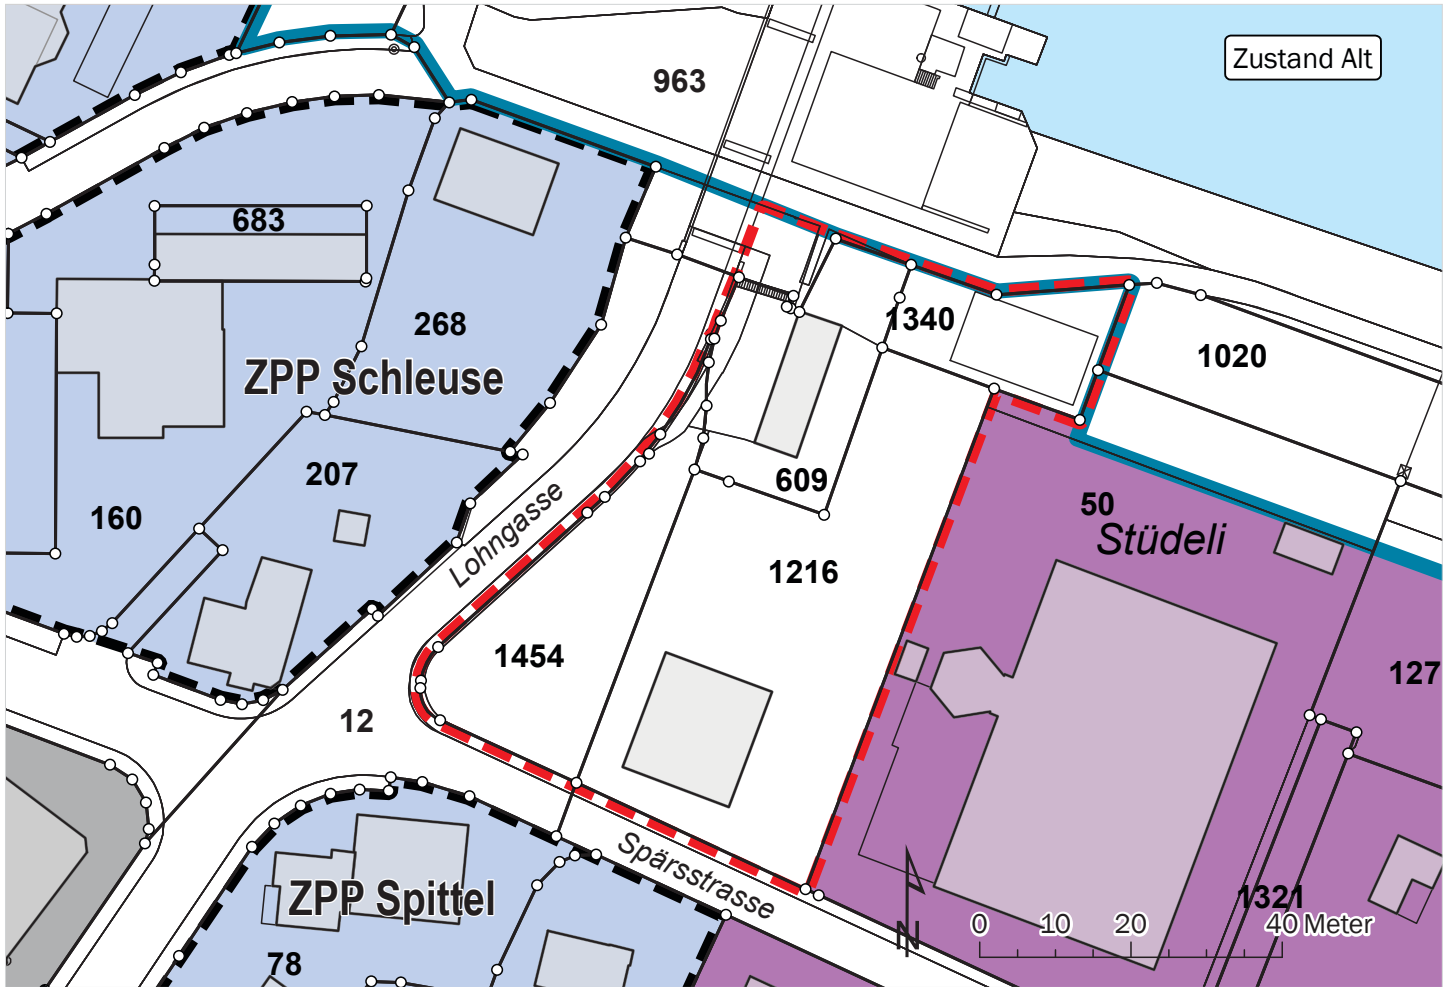 Zustand Alt
963
683
268
1340
1020
ZPP Schleuse
207
609
50
160
Lohngasse
Stüdeli
1216
1454
127
12
Spärsstrasse
ZPP Spittel
1321
78
N
0 10 20 40 Meter